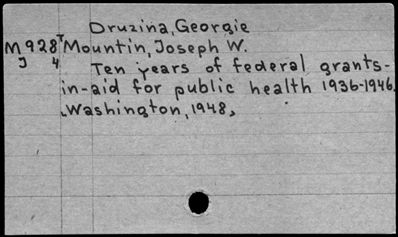 Druzina, Georgie
M928 T Mountin, Joseph W.
J 4 Ten years of federal grants-
in-aid for public health 1936-1946.
Washington, 1948,